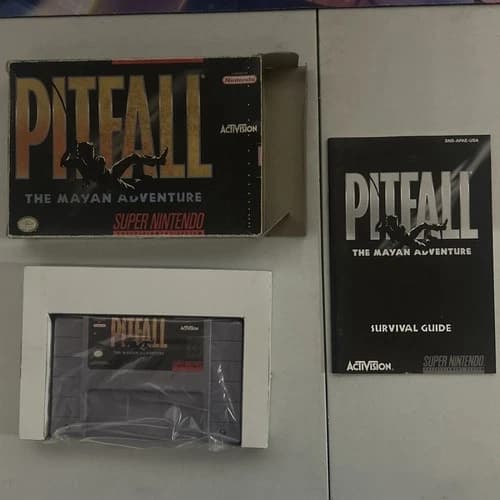 Nintendo
PITFALL
ACTIVISION
THE MAYAN ADVENTURE
SUPER NINTENDO
SNS-APAE-USA
PITFALL
THE MAYAN ADVENTURE
SURVIVAL GUIDE
ACTIVISION.
SUPER NINTENDO
PITFALL
ACTIVISION
THE MAYAN ADVENTURE